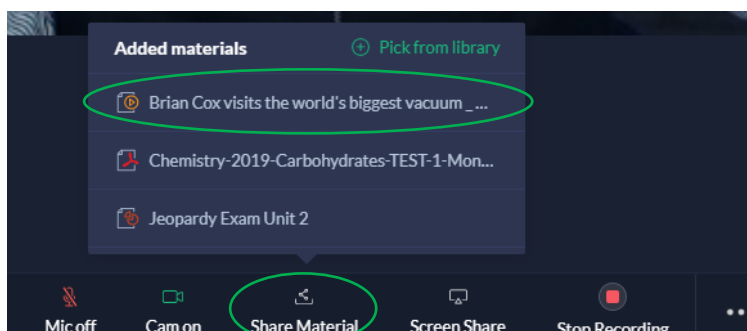 Added materials
Pick from library
Brian Cox visits the world's biggest vacuum _ ...
Chemistry-2019-Carbohydrates-TEST-1-Mon...
Jeopardy Exam Unit 2
Mic off
Cam on
Share Material
Screen Share
Stop Recording